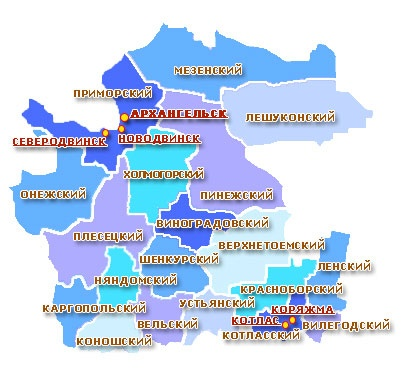 МЕЗЕНСКИЙ
ПРИМОРСКИЙ
АРХАНГЕЛЬСК
ЛЕШУКОНСКИЙ
СЕВЕРОДВИНСК
НОВОДВИНСК
ХОЛМОГОРСКИЙ
ОНЕЖСКИЙ
ПИНЕЖСКИЙ
ВИНОГРАДОВСКИЙ
ПЛЕСЕЦКИЙ
ВЕРХНЕТОЕМСКИЙ
ШЕНКУРСКИЙ
ЛЕНСКИЙ
НЯНДОМСКИЙ
КРАСНОБОРСКИЙ
УСТЬЯНСКИЙ
КАРГОПОЛЬСКИЙ
КОРЯЖМА
КОТЛАС
ВЕЛЬСКИЙ
ВИЛЕГОДСКИЙ
КОТЛАССКИЙ
КОНОШСКИЙ